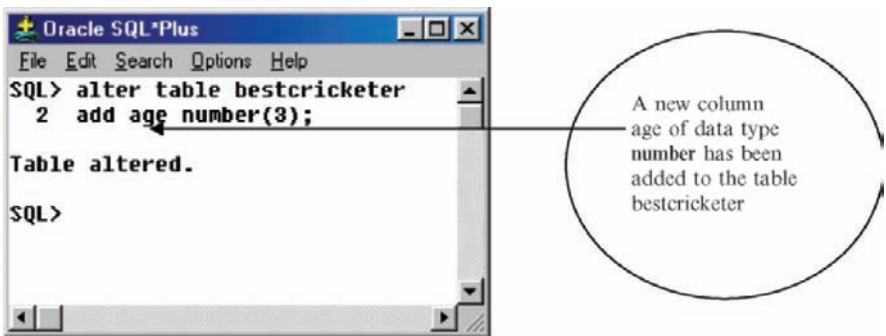 Oracle SQL*Plus
File Edit Search Options Help
SQL> alter table bestcricketer
2 add age number(3);
Table altered.
SQL>
A new column
age of data type
number has been
added to the table
bestcricketer